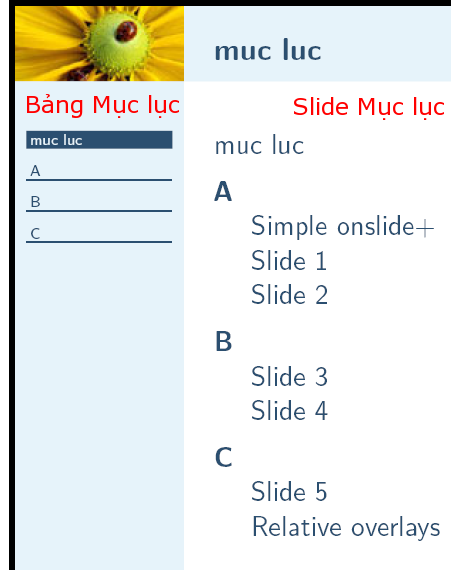 muc luc
Bảng Mục lục
muc luc
A
B
C
Slide Mục lục
muc luc
A
Simple onslide+
Slide 1
Slide 2
B
Slide 3
Slide 4
C
Slide 5
Relative overlays